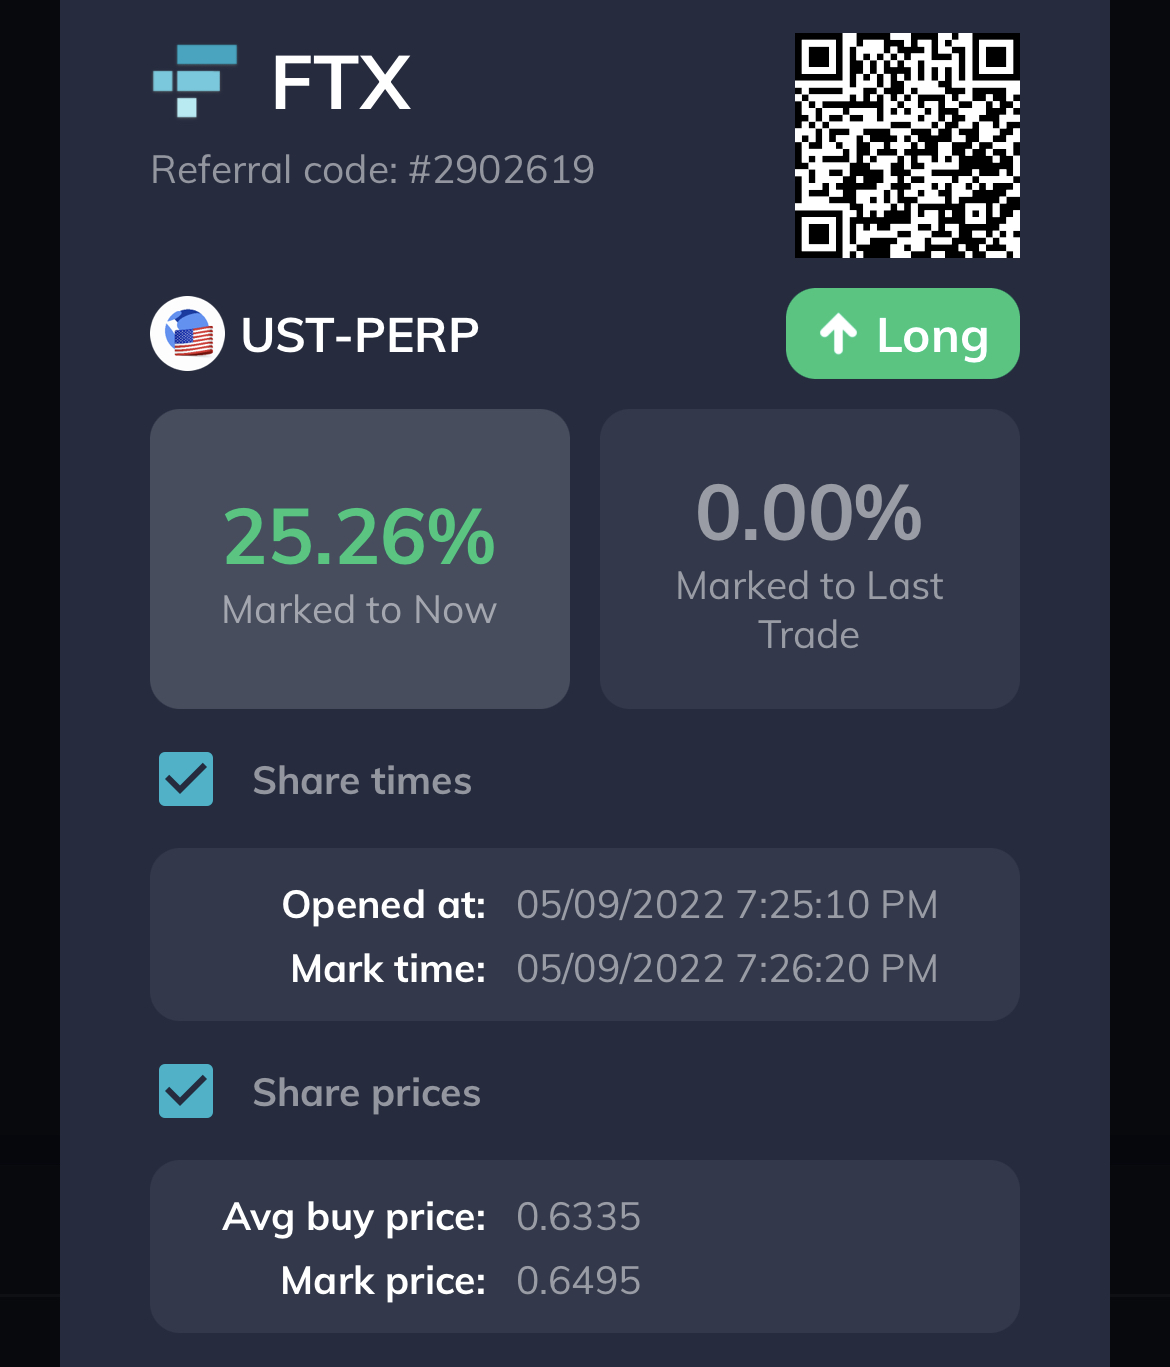 FTX
Referral code: #2902619
UST-PERP
Long
25.26%
Marked to Now
0.00%
Marked to Last
Trade
Share times
Opened at: 05/09/2022 7:25:10 PM
Mark time: 05/09/2022 7:26:20 PM
Share prices
Avg buy price: 0.6335
Mark price: 0.6495